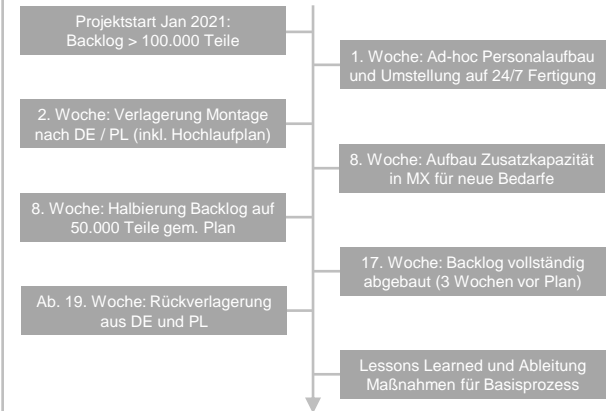 Projektstart Jan 2021:
Backlog > 100.000 Teile
1. Woche: Ad-hoc Personalaufbau
und Umstellung auf 24/7 Fertigung
2. Woche: Verlagerung Montage
nach DE / PL (inkl. Hochlaufplan)
8. Woche: Aufbau Zusatzkapazität
in MX für neue Bedarfe
8. Woche: Halbierung Backlog auf
50.000 Teile gem. Plan
17. Woche: Backlog vollständig
abgebaut (3 Wochen vor Plan)
Ab. 19. Woche: Rückverlagerung
aus DE und PL
Lessons Learned und Ableitung
Maßnahmen für Basisprozess